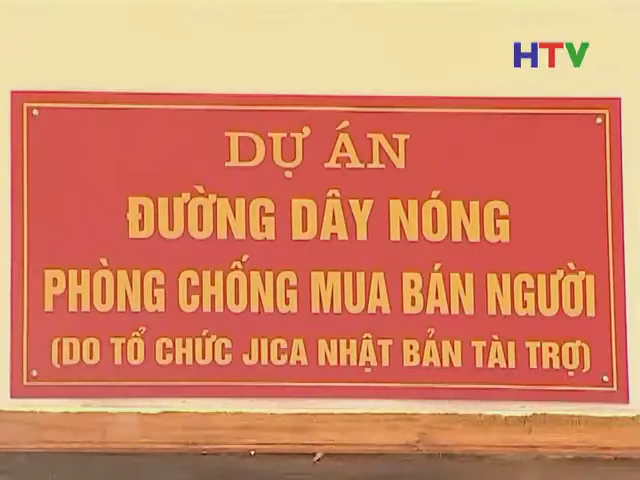 HTV
DỰ ÁN
ĐƯỜNG DÂY NÓNG
PHÒNG CHỐNG MUA BÁN NGƯỜI
(DO TỔ CHỨC JICA NHẬT BẢN TÀI TRỢ)